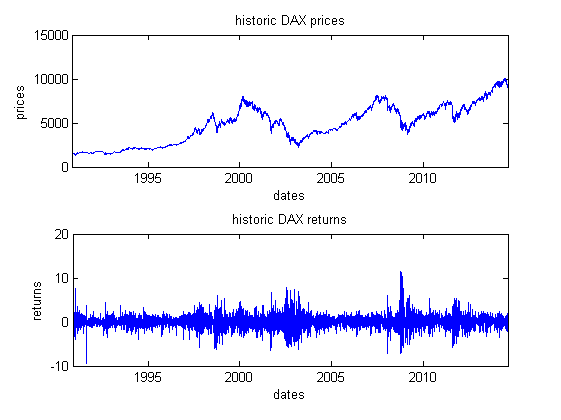 historic DAX prices
15000
10000
5000
0
prices
1995 2000 2005 2010
dates
historic DAX returns
20
10
0
-10
returns
1995 2000 2005 2010
dates